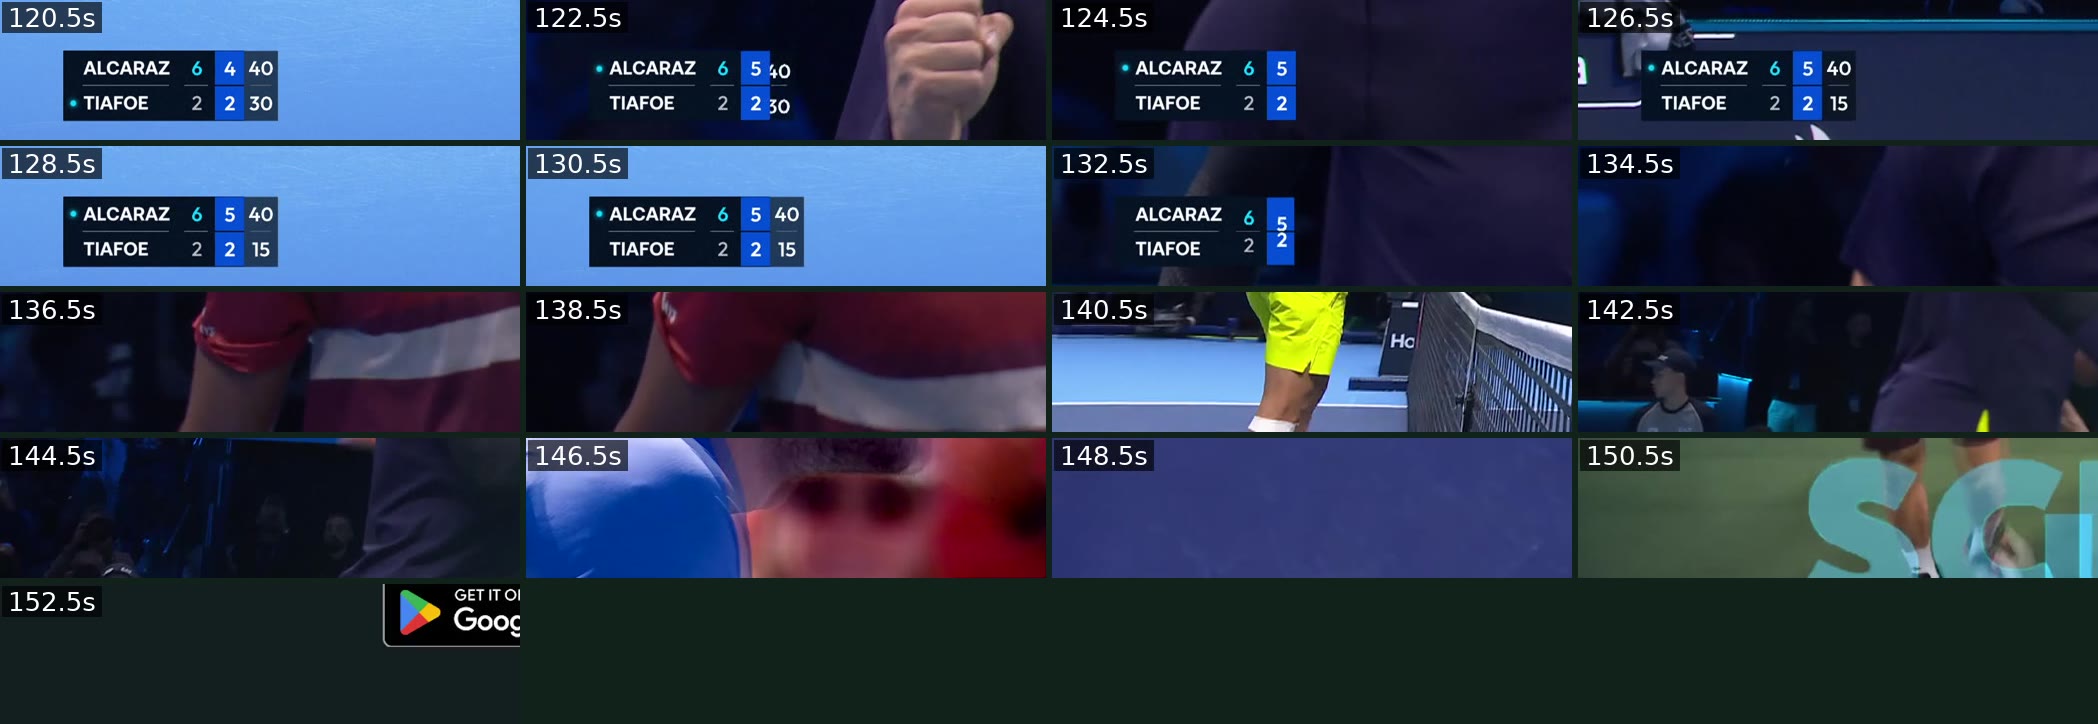 120.5s
ALCARAZ 6 4 40
TIAFOE 2 2 30
122.5s
ALCARAZ 6 5 40
TIAFOE 2 2 30
124.5s
ALCARAZ 6 5
TIAFOE 2 2
126.5s
ALCARAZ 6 5 40
TIAFOE 2 2 15
128.5s
ALCARAZ 6 5 40
TIAFOE 2 2 15
130.5s
ALCARAZ 6 5 40
TIAFOE 2 2 15
132.5s
ALCARAZ 6 5
TIAFOE 2 2
134.5s
136.5s
138.5s
140.5s
Ho
142.5s
144.5s
146.5s
148.5s
150.5s
152.5s
GET IT O
Goog